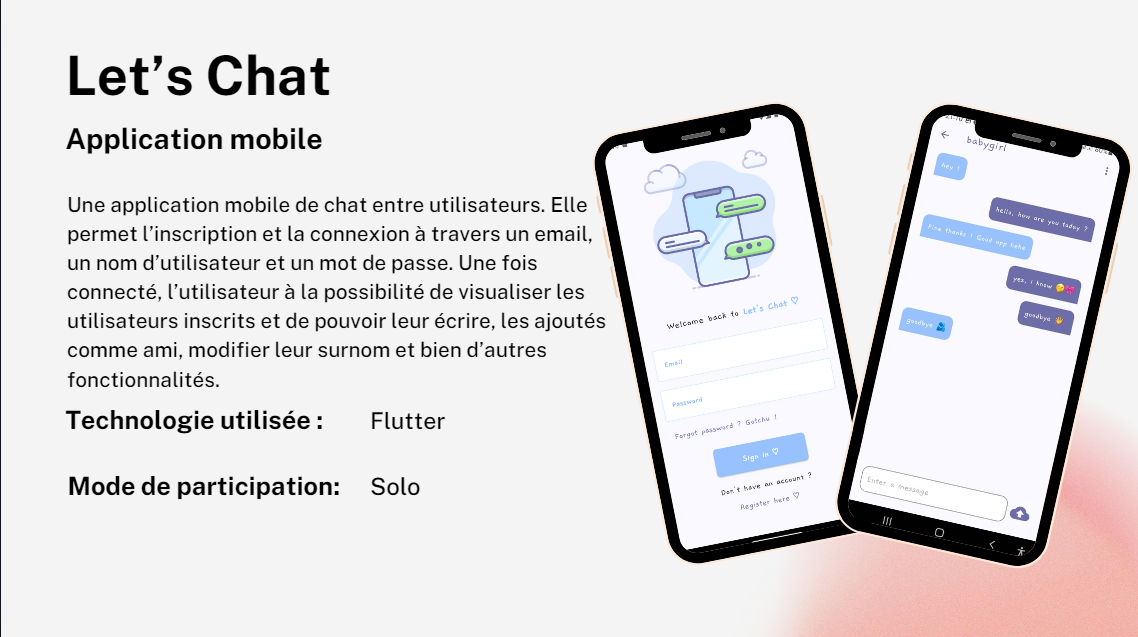 Let’s Chat
Application mobile
Une application mobile de chat entre utilisateurs. Elle
permet l’inscription et la connexion à travers un email,
un nom d’utilisateur et un mot de passe. Une fois
connecté, l’utilisateur à la possibilité de visualiser les
utilisateurs inscrits et de pouvoir leur écrire, les ajoutés
comme ami, modifier leur surnom et bien d’autres
fonctionnalités.
Technologie utilisée : Flutter
Mode de participation: Solo
Welcome back to Let's Chat ♡
Email
Password
Forgot password ? Gotchu !
Sign in ♡
Don't have an account ?
Register here ♡
babygirl
hey !
hello, how are you today ?
Fine thanks ! Good app hehe
yes, i know
goodbye 👋
goodbye
Enter a message